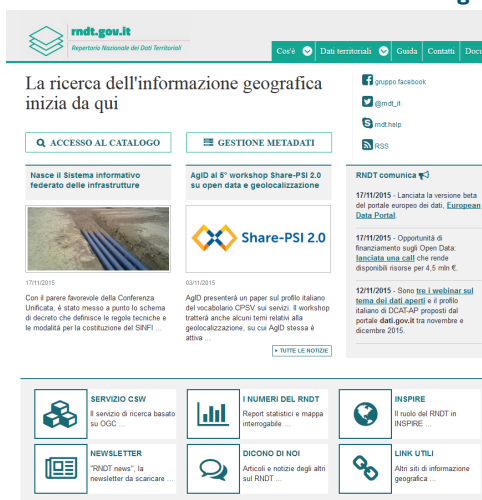 g
rndt.gov.it
Repertorio Nazionale dei Dati Territoriali
Cos'è Dati territoriali Guida Contatti Docu
La ricerca dell'informazione geografica
inizia da qui
gruppo facebook
@rndt_it
rndt.help
RSS
ACCESSO AL CATALOGO
GESTIONE METADATI
Nasce il Sistema informativo
federato delle infrastrutture
17/11/2015
Con il parere favorevole della Conferenza
Unificata, é stato messo a punto lo schema
di decreto che definisce le regole tecniche e
le modalità per la costituzione del SINFI ...
AgID al 5° workshop Share-PSI 2.0
su open data e geolocalizzazione
Share-PSI 2.0
03/11/2015
AgID presenterà un paper sul profilo italiano
del vocabolario CPSV sui servizi. Il workshop
tratterà anche alcuni temi relativi alla
geolocalizzazione, su cui AgID stessa è
attiva ...
TUTTE LE NOTIZIE
RNDT comunica
17/11/2015 - Lanciata la versione beta
del portale europeo dei dati, European
Data Portal.
17/11/2015 - Opportunità di
finanziamento sugli Open Data:
lanciata una call che rende
disponibili risorse per 4,5 mln €.
12/11/2015 - Sono tre i webinar sul
tema dei dati aperti e il profilo
italiano di DCAT-AP proposti dal
portale dati.gov.it tra novembre e
dicembre 2015.
SERVIZIO CSW
Il servizio di ricerca basato
su OGC ...
I NUMERI DEL RNDT
Report statistici e mappa
interrogabile ...
INSPIRE
Il ruolo del RNDT in
INSPIRE ...
NEWSLETTER
"RNDT news", la
newsletter da scaricare ...
DICONO DI NOI
Articoli e notizie degli altri
sul RNDT ...
LINK UTILI
Altri siti di informazione
geografica ...